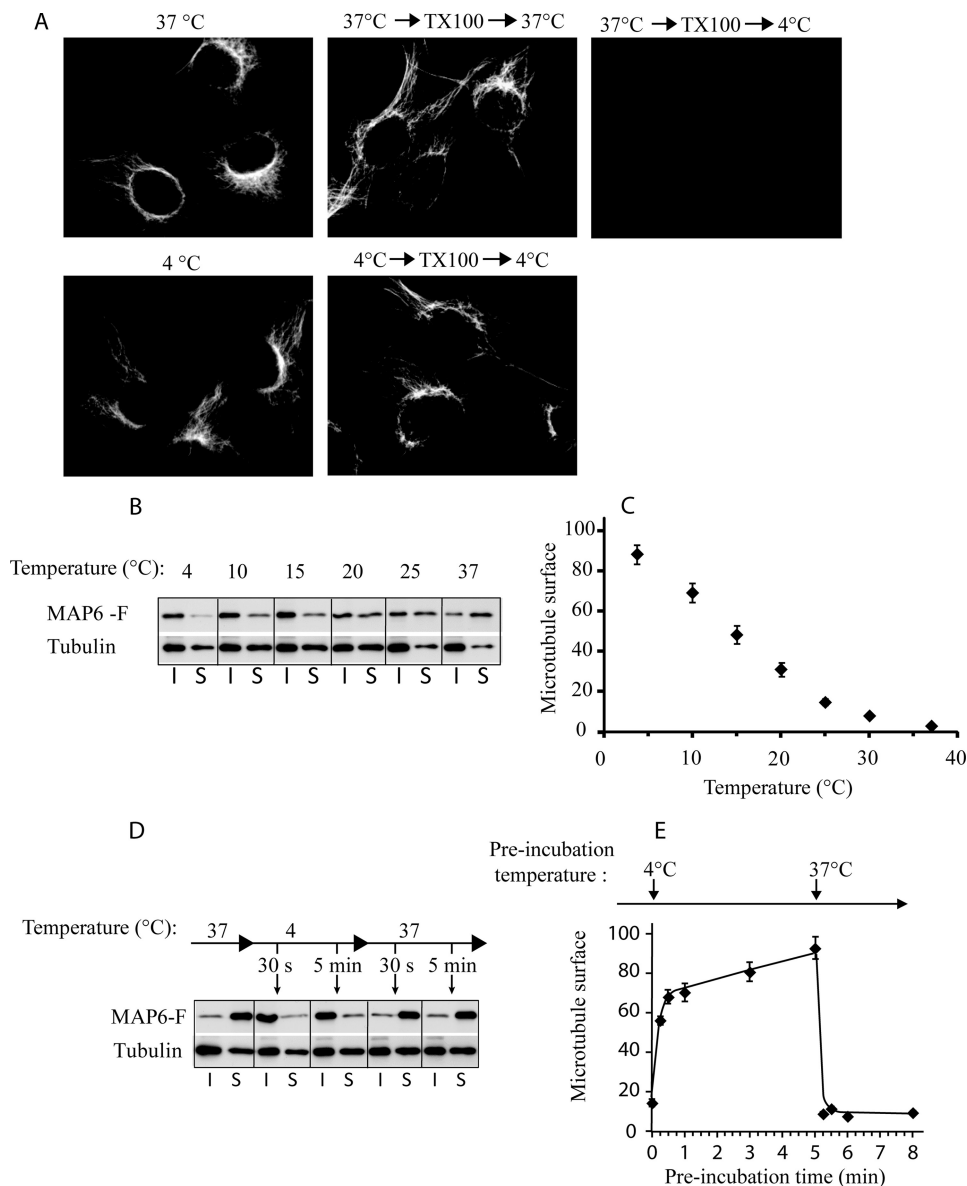 A
37 °C
37°C → TX100 → 37°C
37°C → TX100 → 4°C
4 °C
4°C → TX100 → 4°C
B
Temperature (°C): 4 10 15 20 25 37
MAP6 -F
Tubulin
I S I S I S I S I S I S
C
Microtubule surface
100
80
60
40
20
0
0 10 20 30 40
Temperature (°C)
D
Temperature (°C): 37 4 37
30 s 5 min 30 s 5 min
MAP6-F
Tubulin
I S I S I S I S I S
E
Pre-incubation
temperature :
4°C 37°C
Microtubule surface
100
80
60
40
20
0
0 1 2 3 4 5 6 7 8
Pre-incubation time (min)